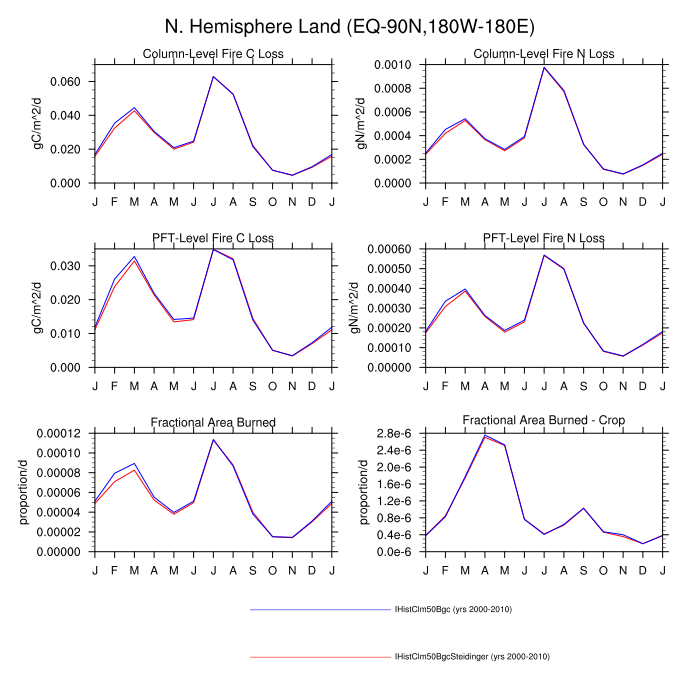 N. Hemisphere Land (EQ-90N,180W-180E)
Column-Level Fire C Loss
gC/m^2/d
0.060
0.040
0.020
0.000
J F M A M J J A S O N D J
Column-Level Fire N Loss
gN/m^2/d
0.0010
0.0008
0.0006
0.0004
0.0002
0.0000
J F M A M J J A S O N D J
PFT-Level Fire C Loss
gC/m^2/d
0.030
0.020
0.010
0.000
J F M A M J J A S O N D J
PFT-Level Fire N Loss
gN/m^2/d
0.00060
0.00050
0.00040
0.00030
0.00020
0.00010
0.00000
J F M A M J J A S O N D J
Fractional Area Burned
proportion/d
0.00012
0.00010
0.00008
0.00006
0.00004
0.00002
0.00000
J F M A M J J A S O N D J
Fractional Area Burned - Crop
proportion/d
2.8e-6
2.4e-6
2.0e-6
1.6e-6
1.2e-6
0.8e-6
0.4e-6
0.0e-6
J F M A M J J A S O N D J
IHistClm50Bgc (yrs 2000-2010)
IHistClm50BgcSteidinger (yrs 2000-2010)